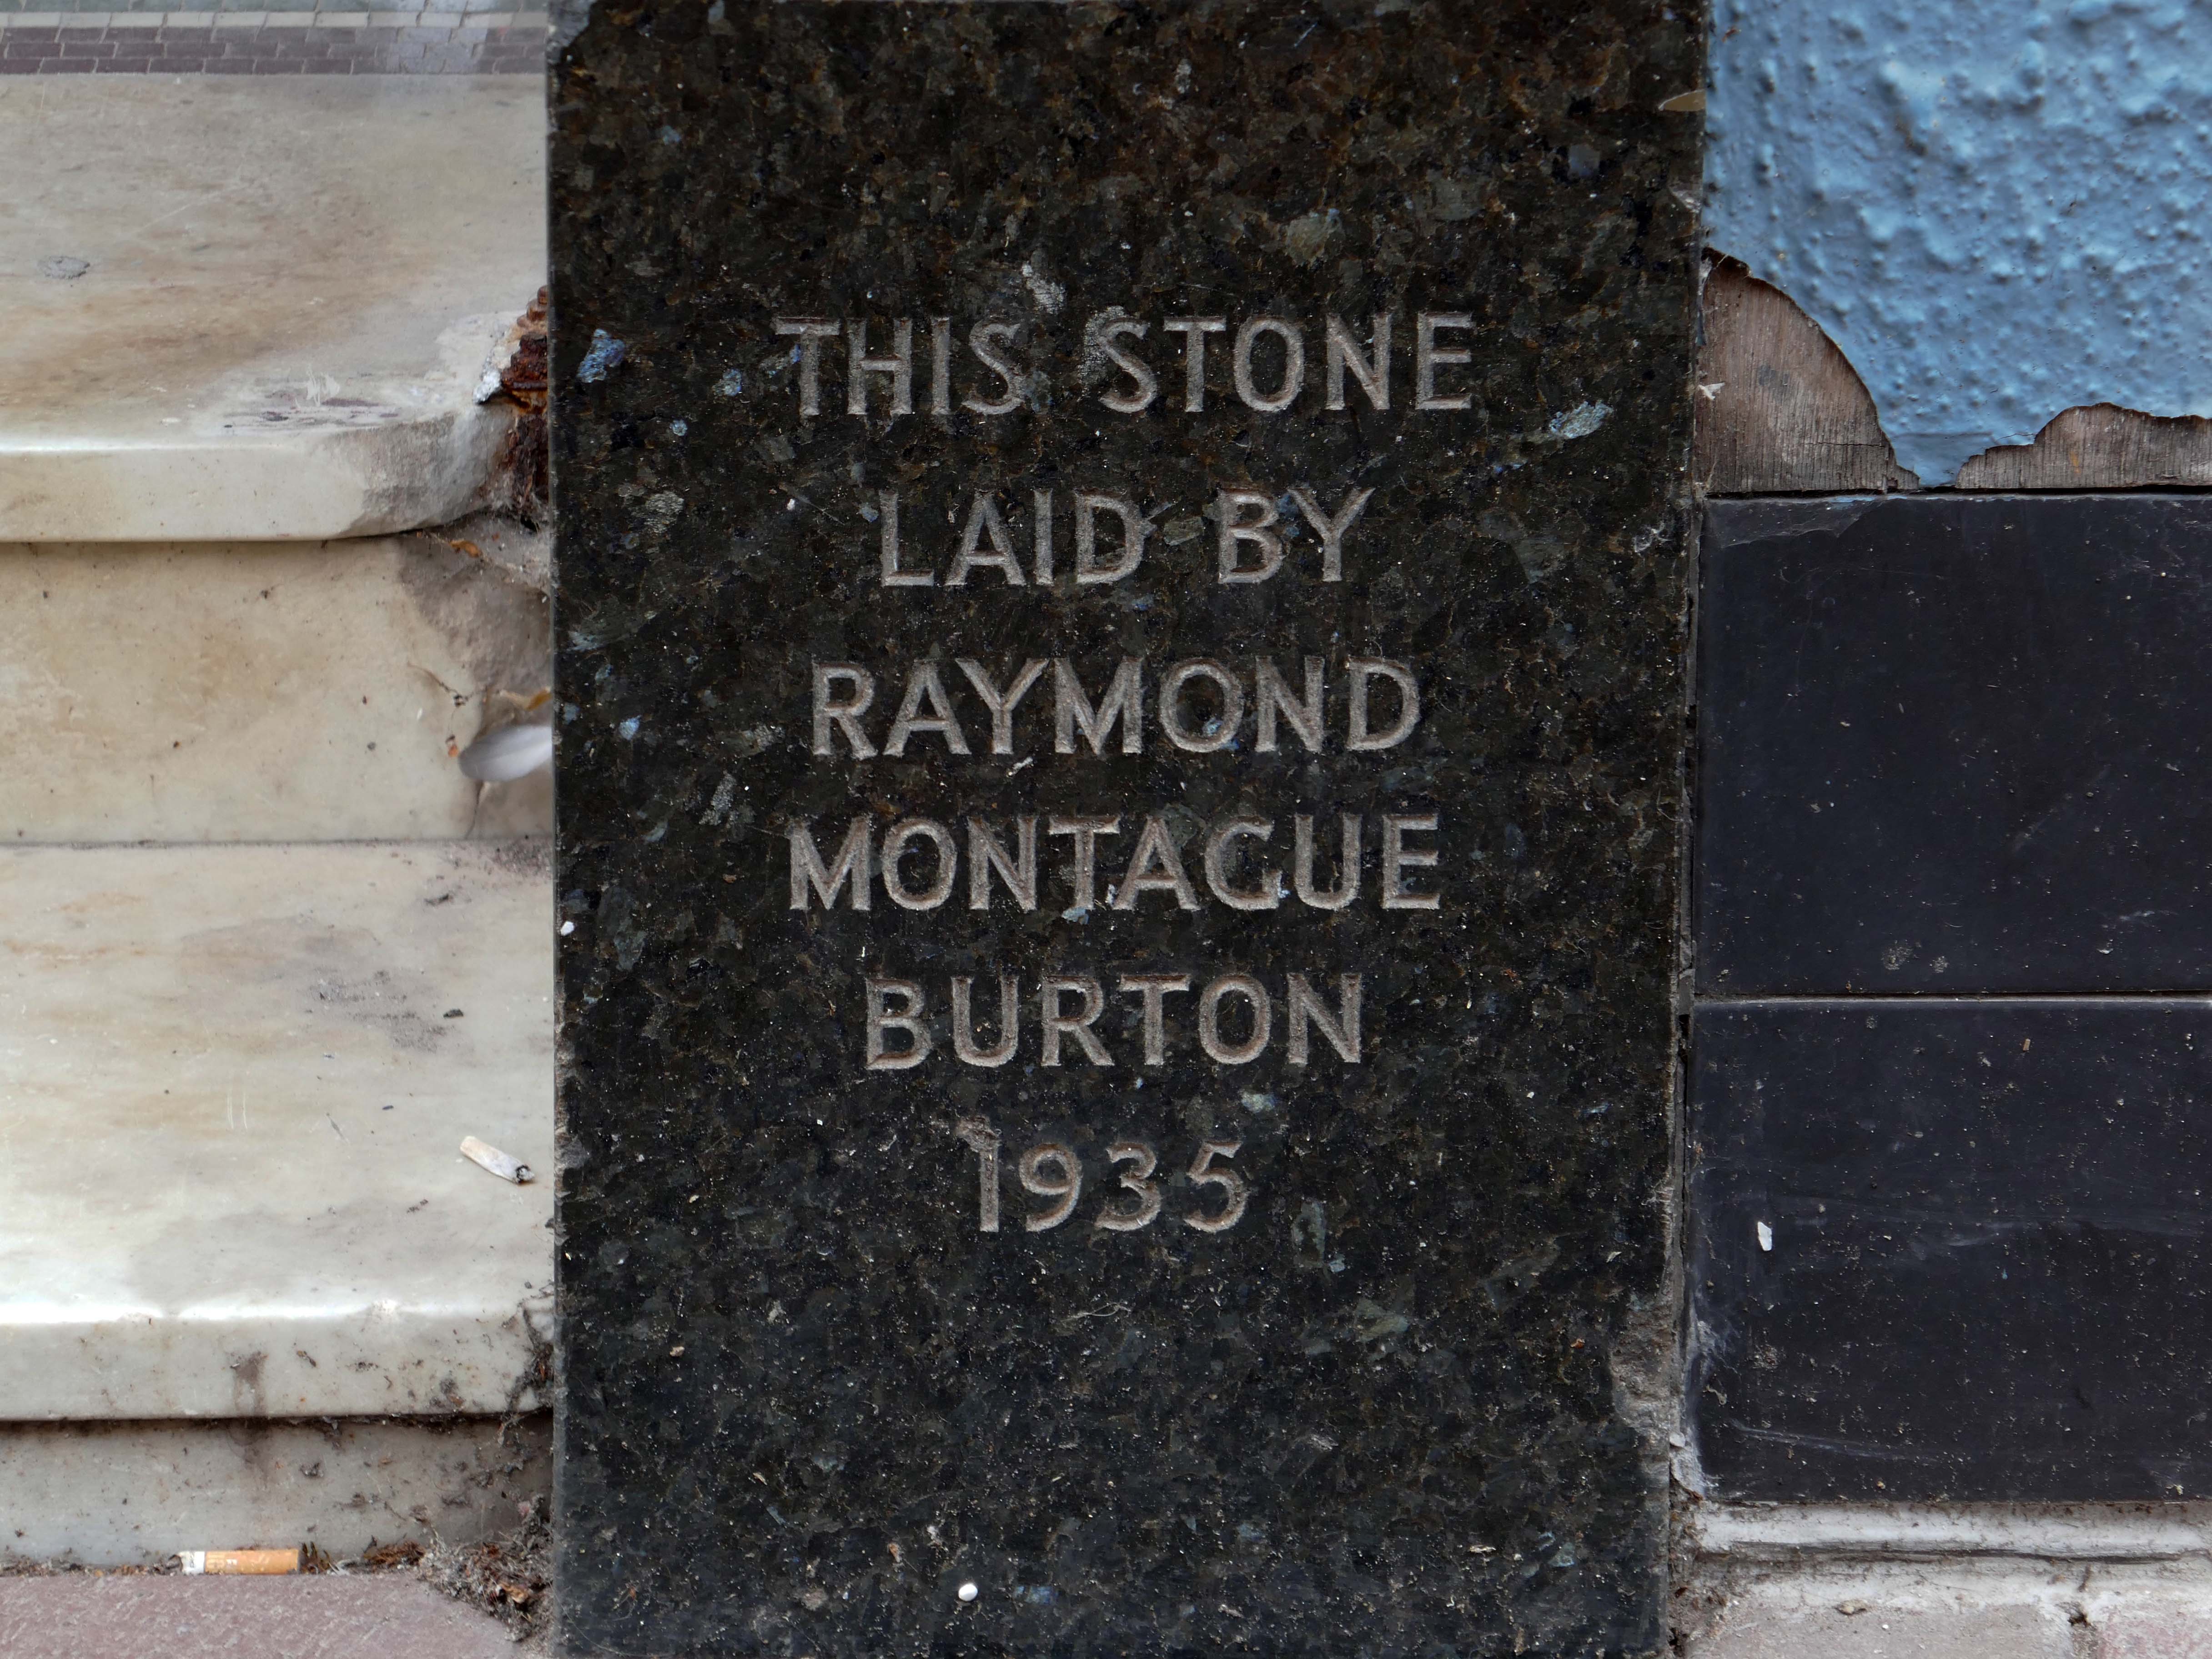 THIS STONE
LAID BY
RAYMOND
MONTAGUE
BURTON
1935